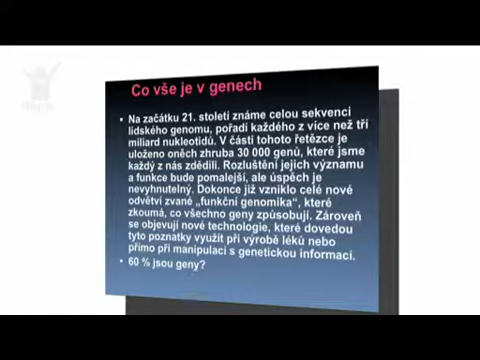 Co vše je v genech
• Na začátku 21. století známe celou sekvenci
lidského genomu, pořadí každého z více než tří
miliard nukleotidů. V části tohoto řetězce je
uloženo oněch zhruba 30 000 genů, které jsme
každý z nás zdědili. Rozluštění jejich významu
a funkce bude pomalejší, ale úspěch je
nevyhnutelný. Dokonce již vzniklo celé nové
odvětví zvané „funkční genomika“, které
zkoumá, co všechno geny způsobují. Zároveň
se objevují nové technologie, které dovedou
tyto poznatky využít při výrobě léků nebo
přímo při manipulaci s genetickou informací.
• 60 % jsou geny?